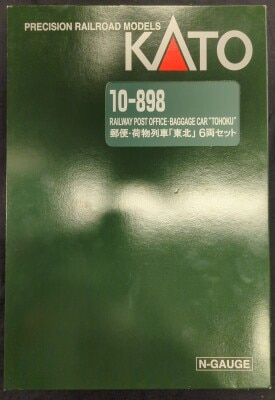 PRECISION RAILROAD MODELS
KATO
10-898
RAILWAY POST OFFICE·BAGGAGE CAR "TOHOKU"
郵便・荷物列車「東北」6両セット
N-GAUGE